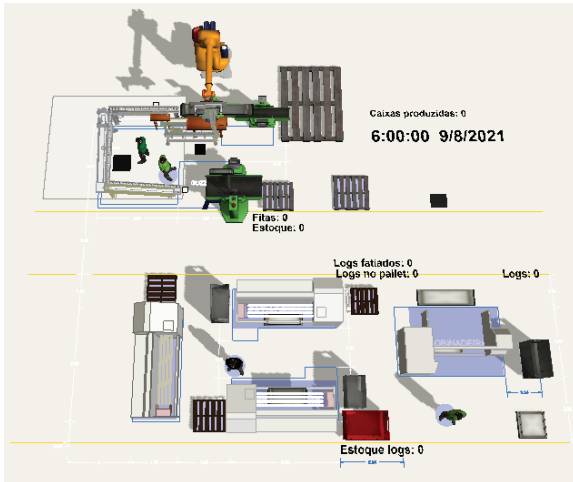 Caixas produzidas: 0
6:00:00 9/8/2021
Fitas: 0
Estoque: 0
Logs fatiados: 0
Logs no pailet: 0
Logs: 0
Estoque logs: 0